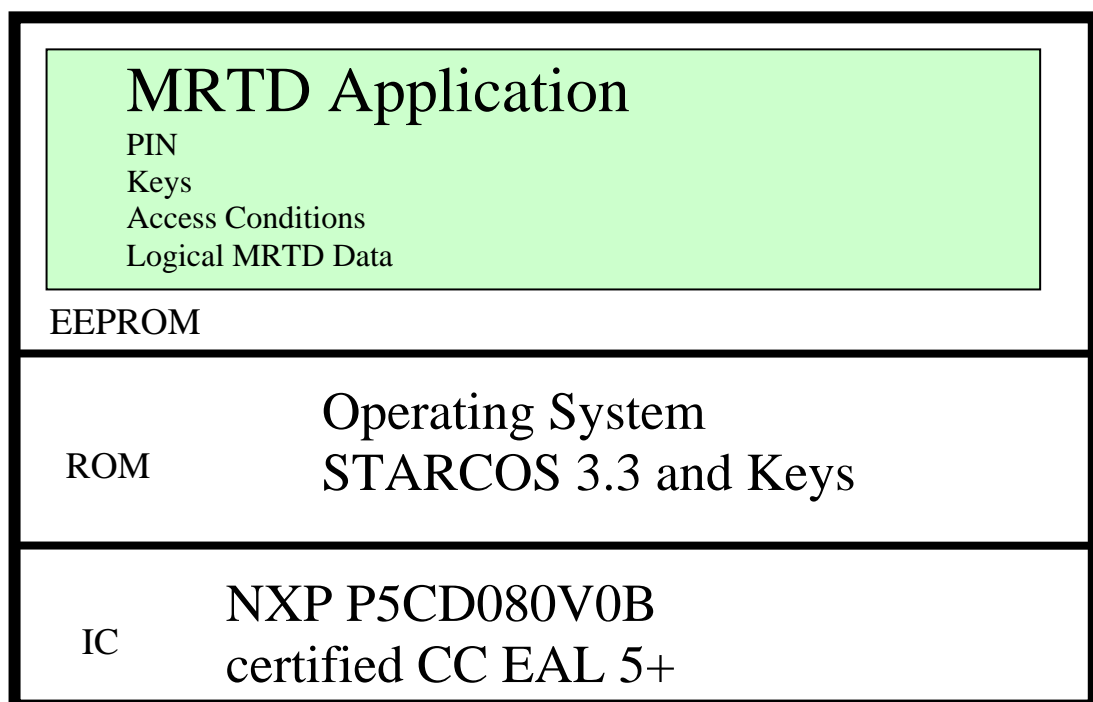 MRTD Application
PIN
Keys
Access Conditions
Logical MRTD Data
EEPROM
Operating System
ROM
STARCOS 3.3 and Keys
NXP P5CD080V0B
IC
certified CC EAL 5+